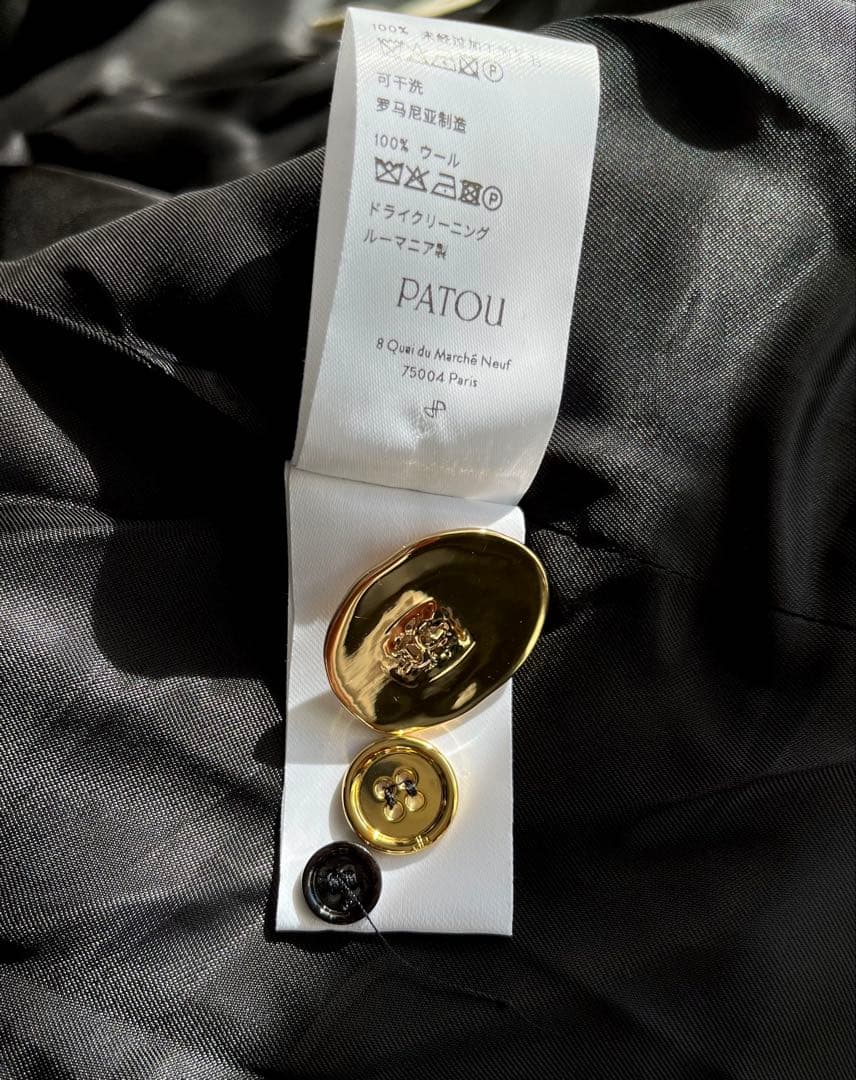 100%
可干洗
罗马尼亚制造
100% ウール
P
ドライクリーニング
ルーマニア製
PATOU
8 Quai du Marché Neuf
75004 Paris
JP